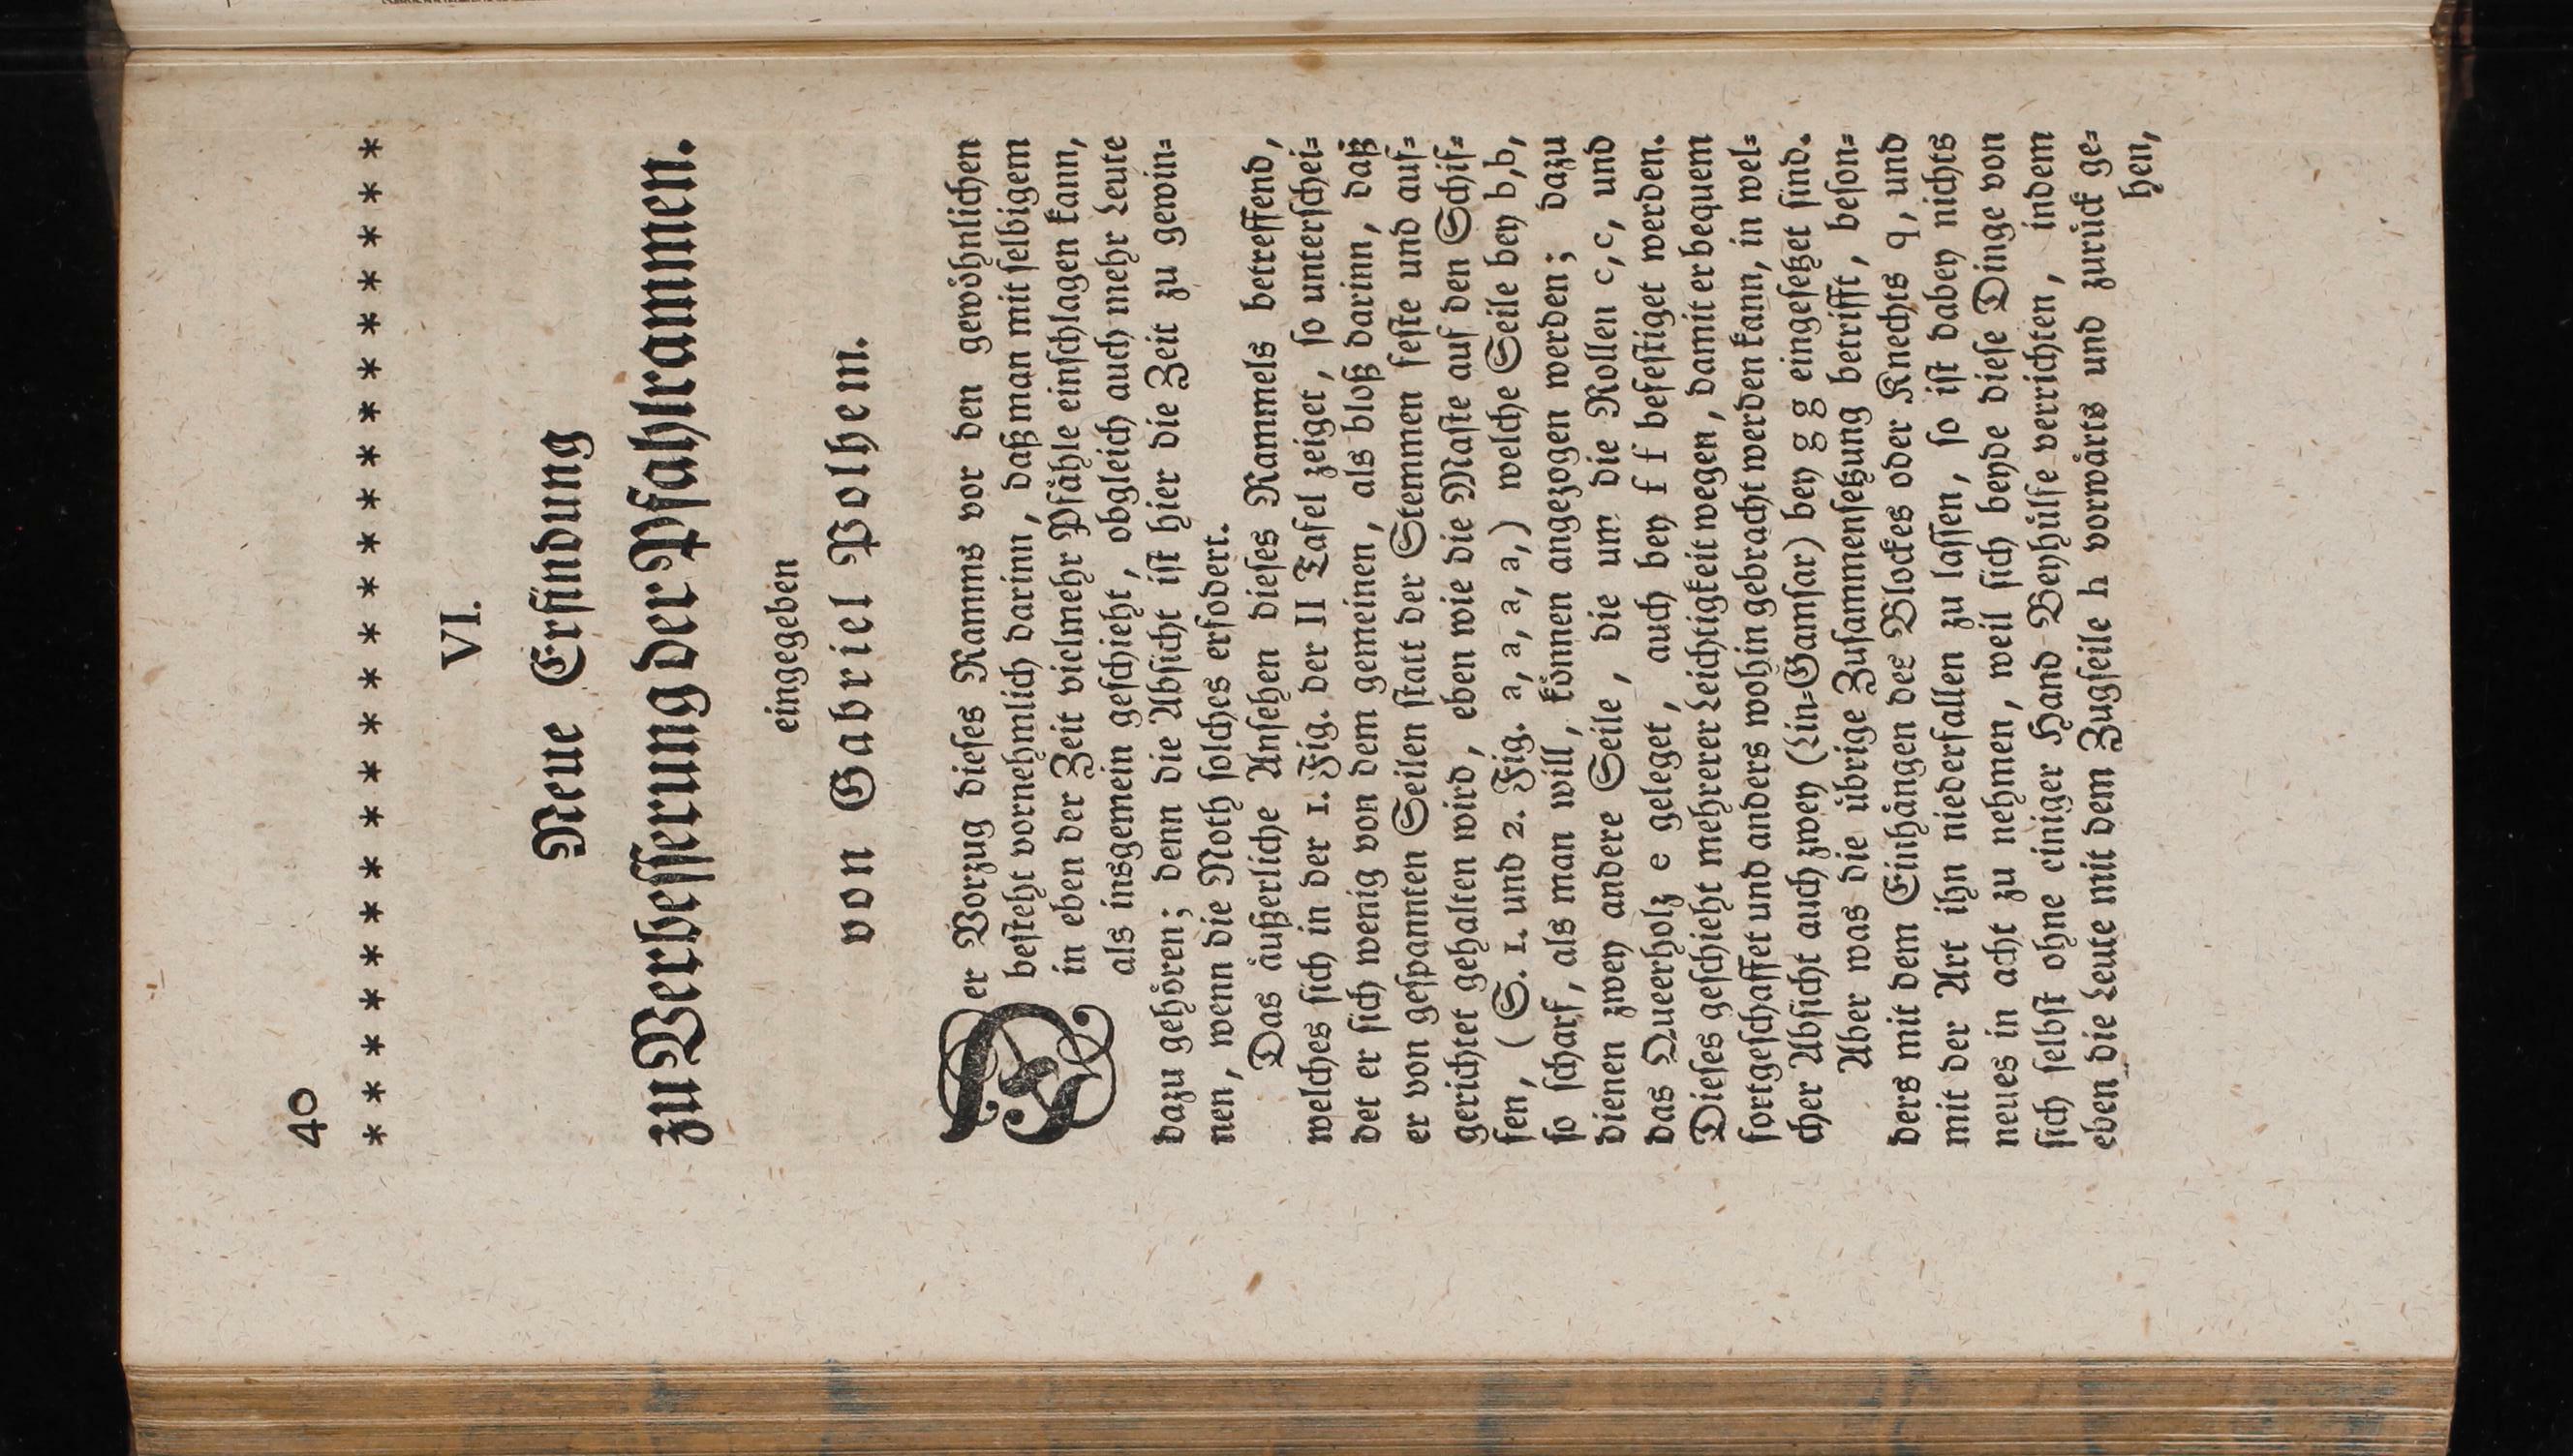 40
* * * * * * * * * * * * * * * * * * * * * * *
VI.
Neue Erfindung
zu Verbesserung der Pfahlrammen.
eingegeben
von Gabriel Polhem.
Der Vorzug dieses Ramms vor den gewöhnlichen
besteht vornehmlich darinn, daß man mit selbigem
in eben der Zeit vielmehr Pfähle einschlagen kann,
als insgemein geschieht, obgleich auch mehr Leute
dazu gehören; denn die Absicht ist hier die Zeit zu gewin=
nen, wenn die Noth solches erfodert.
Das äußerliche Ansehen dieses Rammels betreffend,
welches sich in der 1. Fig. der II Tafel zeiget, so unterschei=
det er sich wenig von dem gemeinen, als bloß darinn, daß
er von gespannten Seilen statt der Stemmen feste und auf=
gerichtet gehalten wird, eben wie die Maste auf den Schif=
fen, (S. 1. und 2. Fig. a, a, a, a,) welche Seile bey b,b,
so scharf, als man will, können angezogen werden; dazu
dienen zwey andere Seile, die um die Rollen c,c, und
das Queerholz e geleget, auch bey f f befestiget werden.
Dieses geschieht mehrerer Leichtigkeit wegen, damit er bequem
fortgeschaffet und anders wohin gebracht werden kann, in wel=
cher Absicht auch zwey (Lin=Gamsar) bey g g eingesetzet sind.
Aber was die übrige Zusammensetzung betrifft, beson=
ders mit dem Einhängen des Blockes oder Knechts q, und
mit der Art ihn niederfallen zu lassen, so ist dabey nichts
neues in acht zu nehmen, weil sich beyde diese Dinge von
sich selbst ohne einiger Hand Beyhülfe verrichten, indem
eben die Leute mit dem Zugseile h vorwärts und zurück ge=
hen,